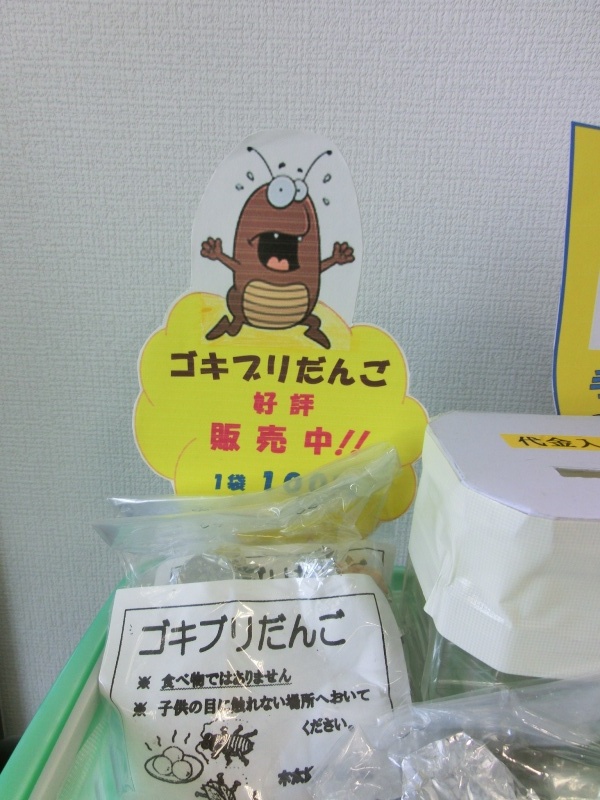 ゴキブリだんご
好評
販売中!!
1袋 100
代金入
ゴキブリだんご
※ 食べ物ではありません
※ 子供の目に触れない場所へおいて
ください。